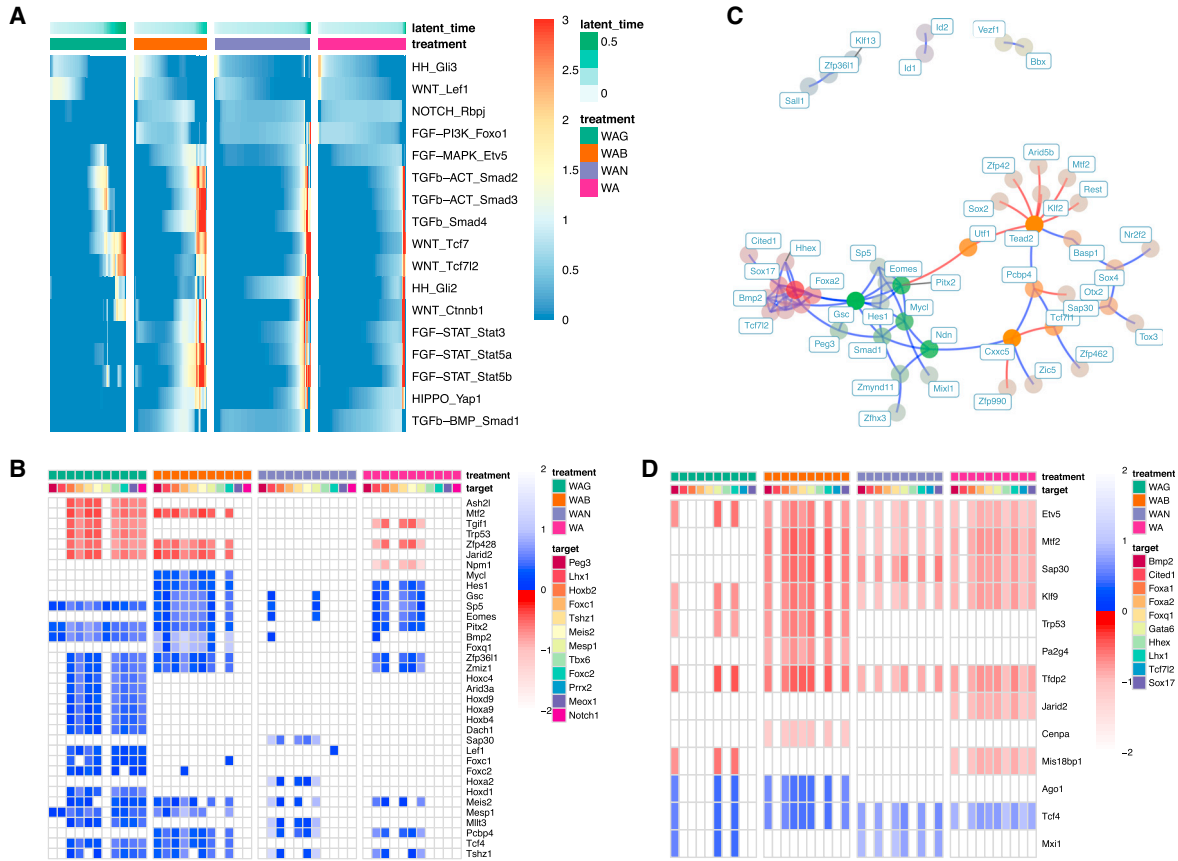 A
latent_time
treatment
HH_Gli3
WNT_Lef1
NOTCH_Rbpj
FGF−PI3K_Foxo1
FGF−MAPK_Etv5
TGFb−ACT_Smad2
TGFb−ACT_Smad3
TGFb_Smad4
WNT_Tcf7
WNT_Tcf7l2
HH_Gli2
WNT_Ctnnb1
FGF−STAT_Stat3
FGF−STAT_Stat5a
FGF−STAT_Stat5b
HIPPO_Yap1
TGFb−BMP_Smad1
3
2.5
2
1.5
1
0.5
0
latent_time
0.5
0
treatment
WAG
WAB
WAN
WA
C
Klf13
Zfp36l1
Sall1
Id2
Id1
Vezf1
Bbx
Arid5b
Zfp42
Mtf2
Rest
Sox2
Klf2
Utf1
Tead2
Nr2f2
Basp1
Cited1
Hhex
Sp5
Eomes
Sox17
Foxa2
Pitx2
Pcbp4
Sox4
Otx2
Bmp2
Gsc
Hes1
Mycl
Sap30
Tcf7l2
Tcf7l1
Tox3
Peg3
Smad1
Ndn
Cxxc5
Zfp462
Zmynd11
Mixl1
Zic5
Zfp990
Zfhx3
B
treatment
target
Ash2l
Mtf2
Tgif1
Trp53
Zfp428
Jarid2
Npm1
Mycl
Hes1
Gsc
Sp5
Eomes
Pitx2
Bmp2
Foxq1
Zfp36l1
Zmiz1
Hoxc4
Arid3a
Hoxd9
Hoxa9
Hoxb4
Dach1
Sap30
Lef1
Foxc1
Foxc2
Hoxa2
Hoxd1
Meis2
Mesp1
Mllt3
Pcbp4
Tcf4
Tshz1
2
1
0
−1
−2
treatment
WAG
WAB
WAN
WA
target
Peg3
Lhx1
Hoxb2
Foxc1
Tshz1
Meis2
Mesp1
Tbx6
Foxc2
Prrx2
Meox1
Notch1
D
treatment
target
Etv5
Mtf2
Sap30
Klf9
Trp53
Pa2g4
Tfdp2
Jarid2
Cenpa
Mis18bp1
Ago1
Tcf4
Mxi1
2
1
0
−1
−2
treatment
WAG
WAB
WAN
WA
target
Bmp2
Cited1
Foxa1
Foxa2
Foxq1
Gata6
Hhex
Lhx1
Tcf7l2
Sox17